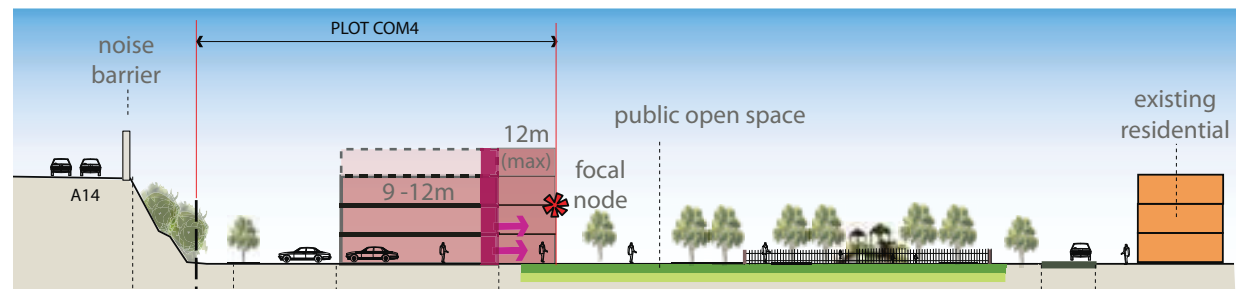 PLOT COM4
noise
barrier
12m
(max)
public open space
existing
residential
focal
node
A14
9 -12m